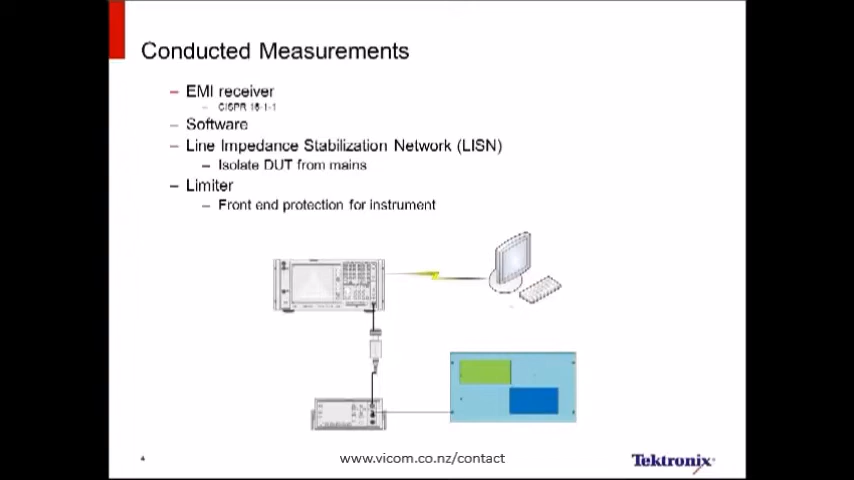 Conducted Measurements
– EMI receiver
– CISPR 16-1-1
– Software
– Line Impedance Stabilization Network (LISN)
– Isolate DUT from mains
– Limiter
– Front end protection for instrument
4
www.vicom.co.nz/contact
Tektronix